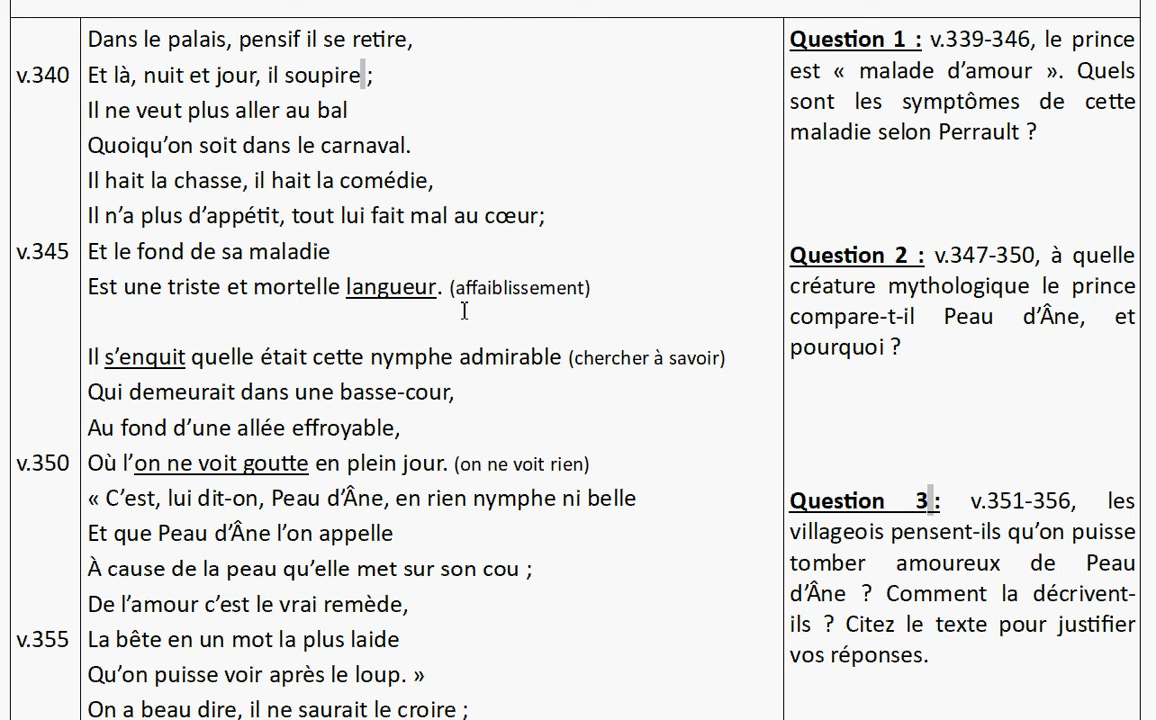 Dans le palais, pensif il se retire,
v.340 Et là, nuit et jour, il soupire ;
Il ne veut plus aller au bal
Quoiqu’on soit dans le carnaval.
Il hait la chasse, il hait la comédie,
Il n’a plus d’appétit, tout lui fait mal au cœur;
v.345 Et le fond de sa maladie
Est une triste et mortelle langueur. (affaiblissement)
Il s’enquit quelle était cette nymphe admirable (chercher à savoir)
Qui demeurait dans une basse-cour,
Au fond d’une allée effroyable,
v.350 Où l’on ne voit goutte en plein jour. (on ne voit rien)
« C’est, lui dit-on, Peau d’Âne, en rien nymphe ni belle
Et que Peau d’Âne l’on appelle
À cause de la peau qu’elle met sur son cou ;
De l’amour c’est le vrai remède,
v.355 La bête en un mot la plus laide
Qu’on puisse voir après le loup. »
On a beau dire, il ne saurait le croire ;
Question 1 : v.339-346, le prince
est « malade d’amour ». Quels
sont les symptômes de cette
maladie selon Perrault ?
Question 2 : v.347-350, à quelle
créature mythologique le prince
compare-t-il Peau d’Âne, et
pourquoi ?
Question 3 : v.351-356, les
villageois pensent-ils qu’on puisse
tomber amoureux de Peau
d’Âne ? Comment la décrivent-
ils ? Citez le texte pour justifier
vos réponses.